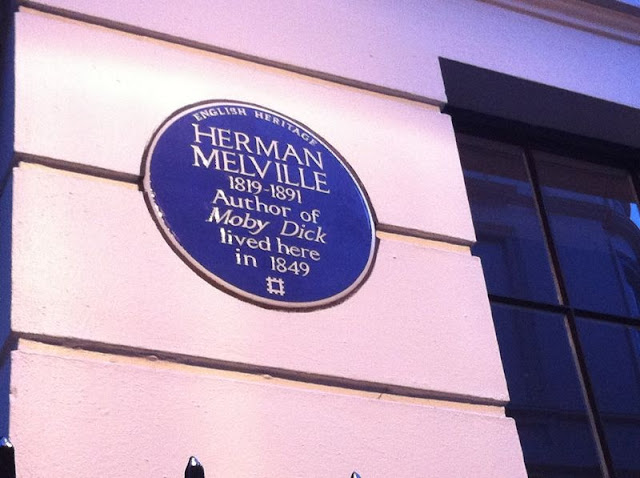 ENGLISH HERITAGE
HERMAN
MELVILLE
1819-1891
Author of
Moby Dick
lived here
in 1849